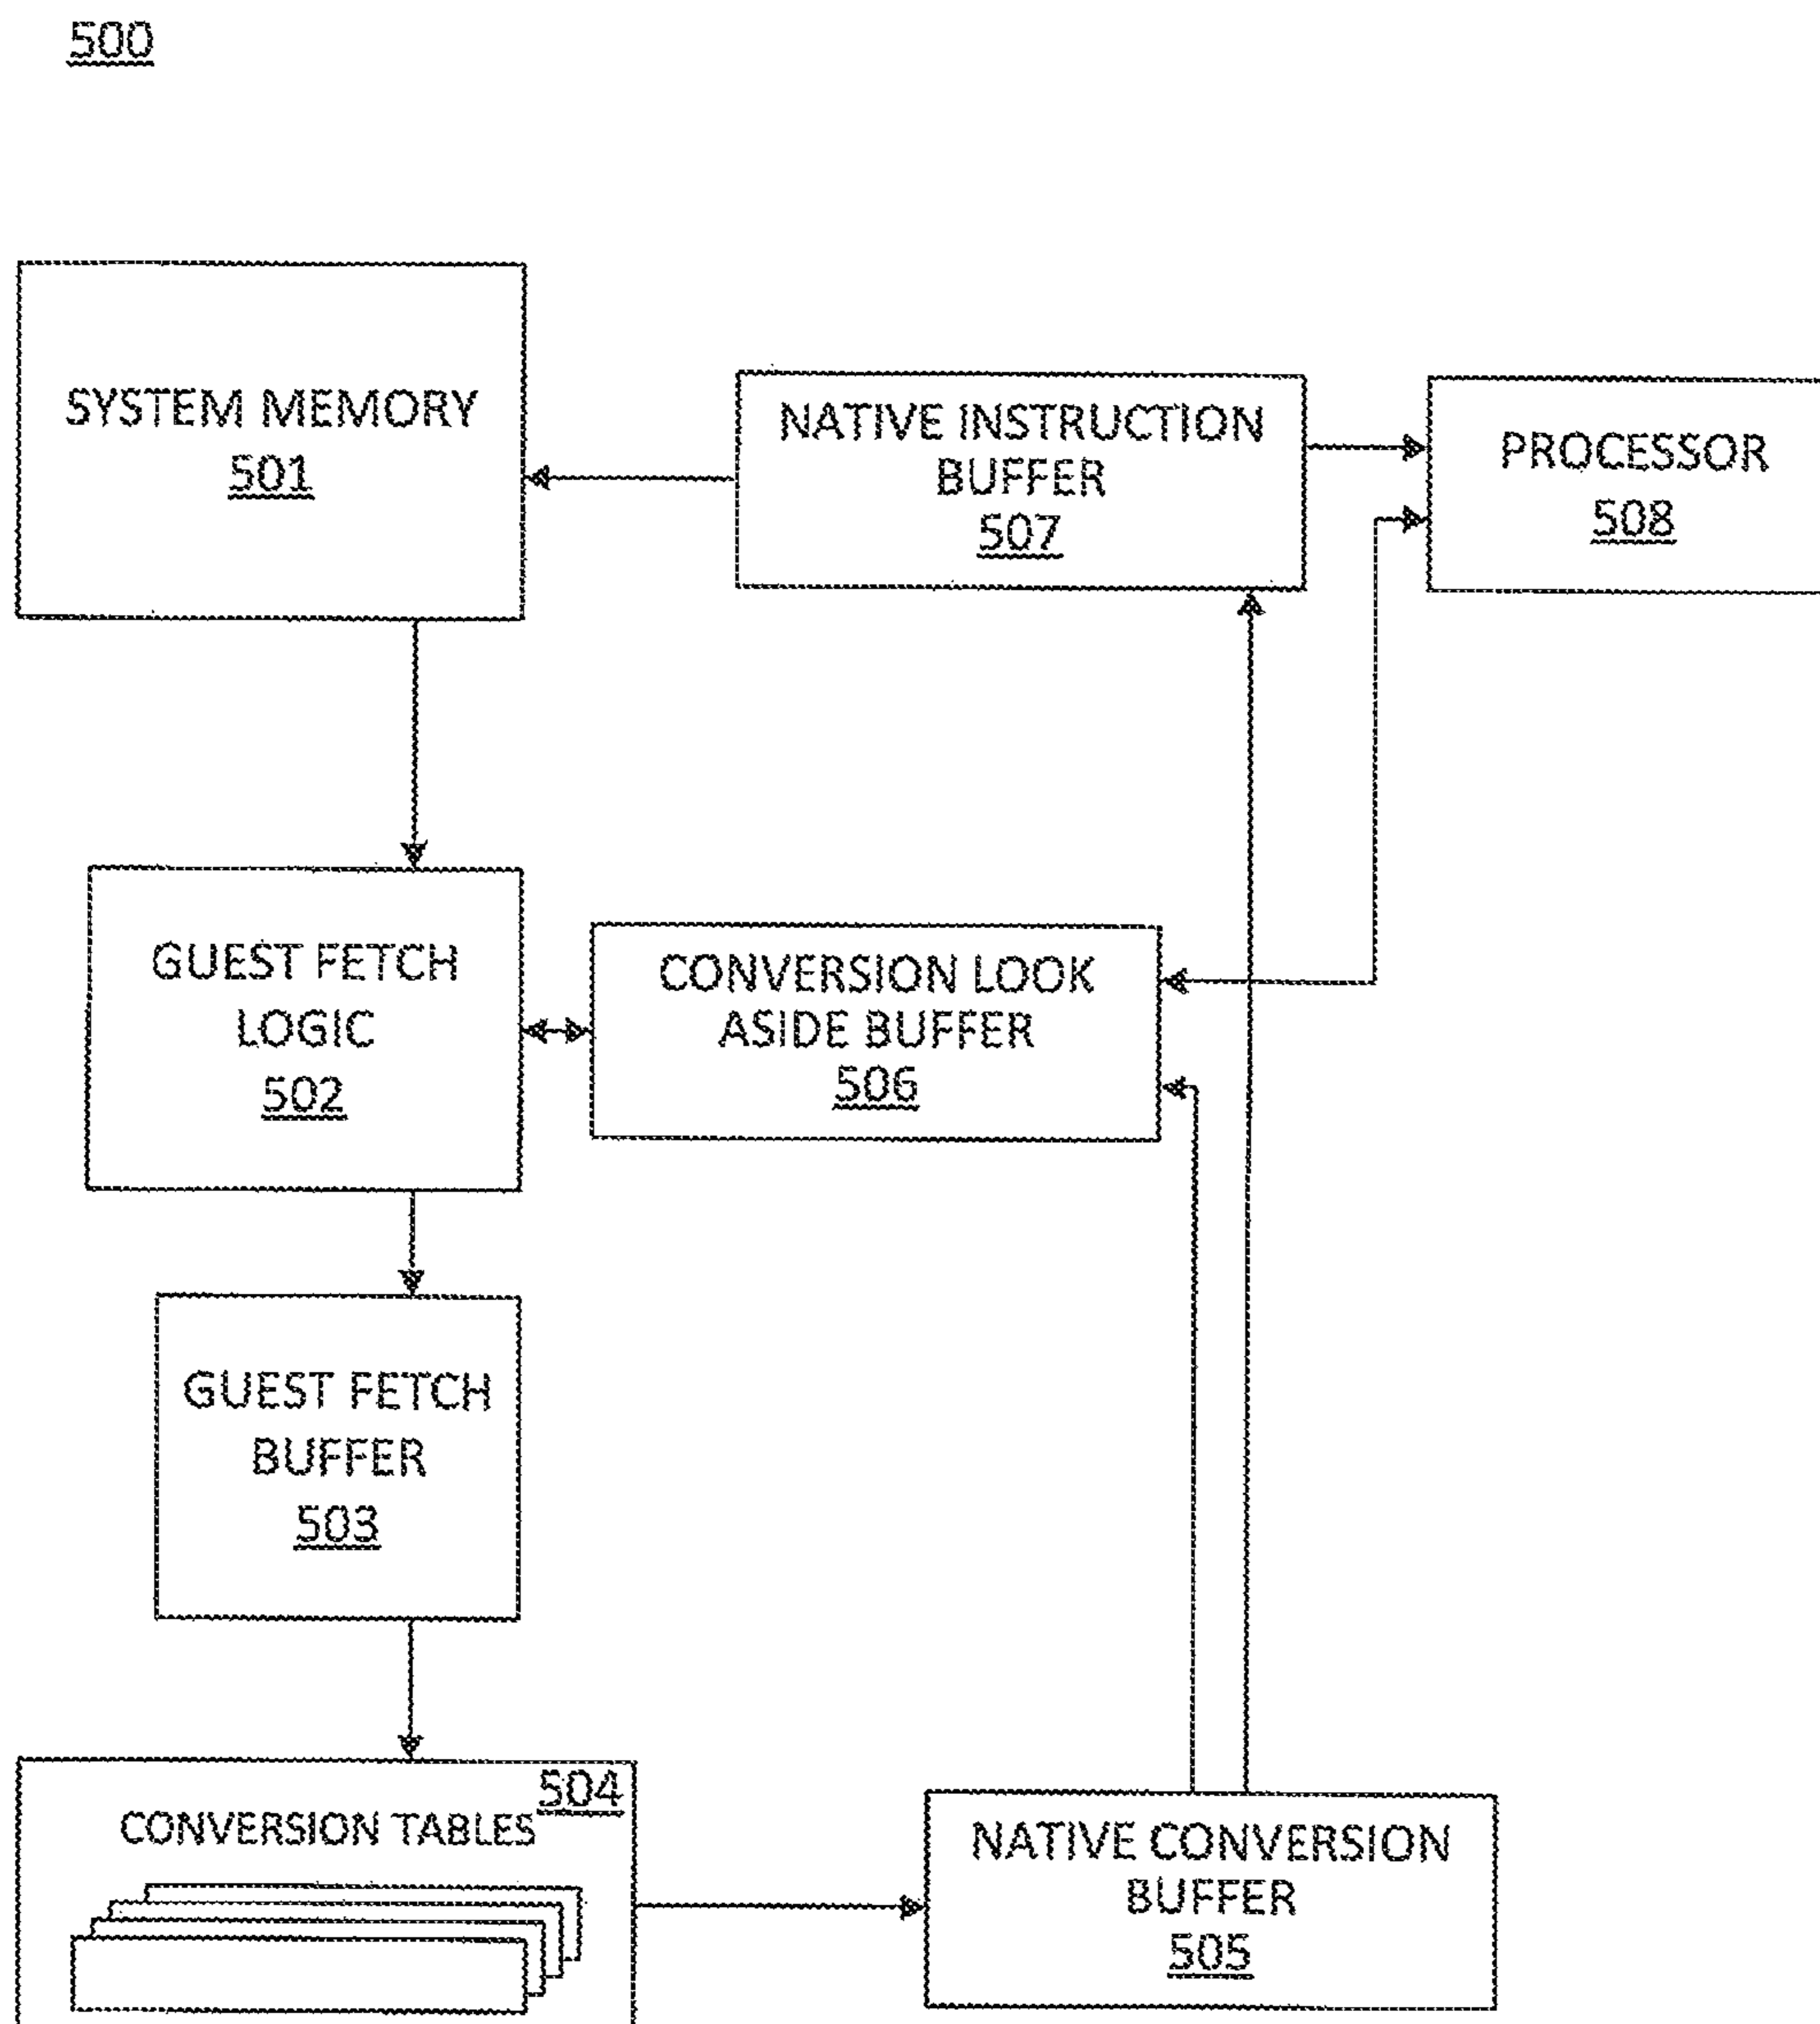 500
SYSTEM MEMORY
501
NATIVE INSTRUCTION
BUFFER
507
PROCESSOR
508
GUEST FETCH
LOGIC
502
CONVERSION LOOK
ASIDE BUFFER
506
GUEST FETCH
BUFFER
503
504
CONVERSION TABLES
NATIVE CONVERSION
BUFFER
505